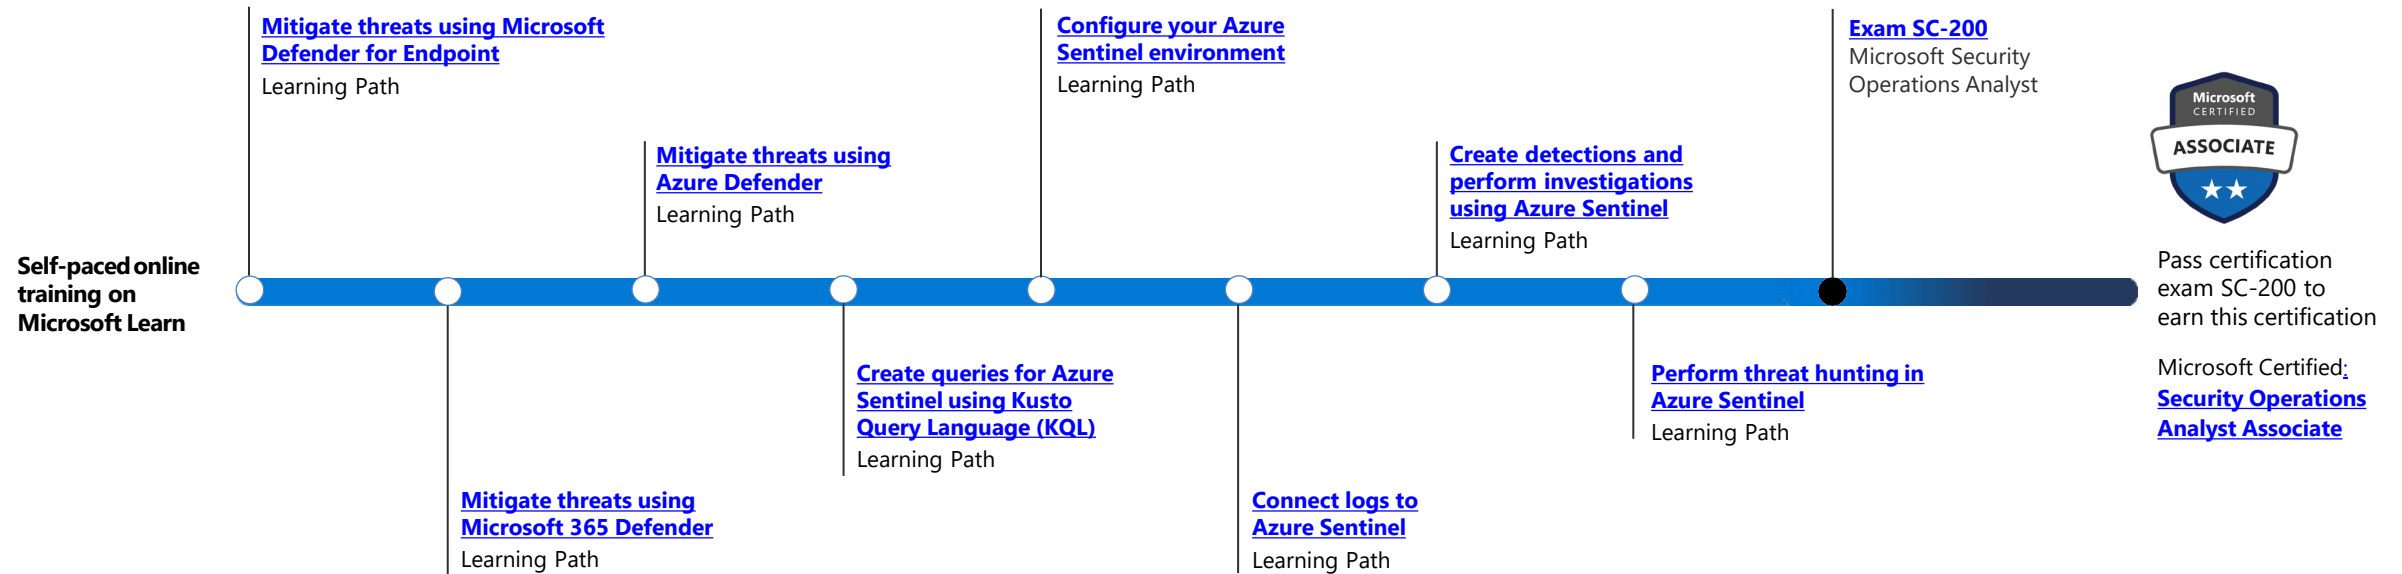 Self-paced online
training on
Microsoft Learn
Mitigate threats using Microsoft
Defender for Endpoint
Learning Path
Mitigate threats using
Microsoft 365 Defender
Learning Path
Mitigate threats using
Azure Defender
Learning Path
Create queries for Azure
Sentinel using Kusto
Query Language (KQL)
Learning Path
Configure your Azure
Sentinel environment
Learning Path
Connect logs to
Azure Sentinel
Learning Path
Create detections and
perform investigations
using Azure Sentinel
Learning Path
Perform threat hunting in
Azure Sentinel
Learning Path
Exam SC-200
Microsoft Security
Operations Analyst
Microsoft
CERTIFIED
ASSOCIATE
Pass certification
exam SC-200 to
earn this certification
Microsoft Certified:
Security Operations
Analyst Associate